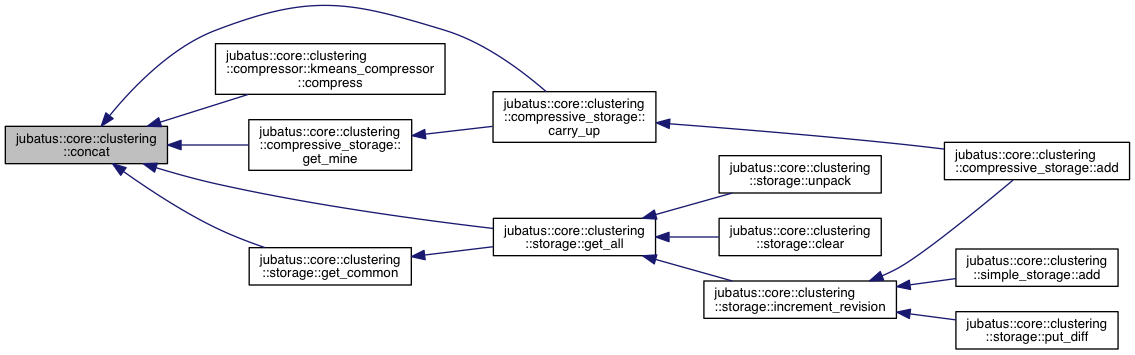 jubatus::core::clustering
::concat
jubatus::core::clustering
::compressor::kmeans_compressor
::compress
jubatus::core::clustering
::compressive_storage::
get_mine
jubatus::core::clustering
::storage::get_common
jubatus::core::clustering
::compressive_storage::
carry_up
jubatus::core::clustering
::storage::get_all
jubatus::core::clustering
::storage::unpack
jubatus::core::clustering
::storage::clear
jubatus::core::clustering
::storage::increment_revision
jubatus::core::clustering
::compressive_storage::add
jubatus::core::clustering
::simple_storage::add
jubatus::core::clustering
::storage::put_diff